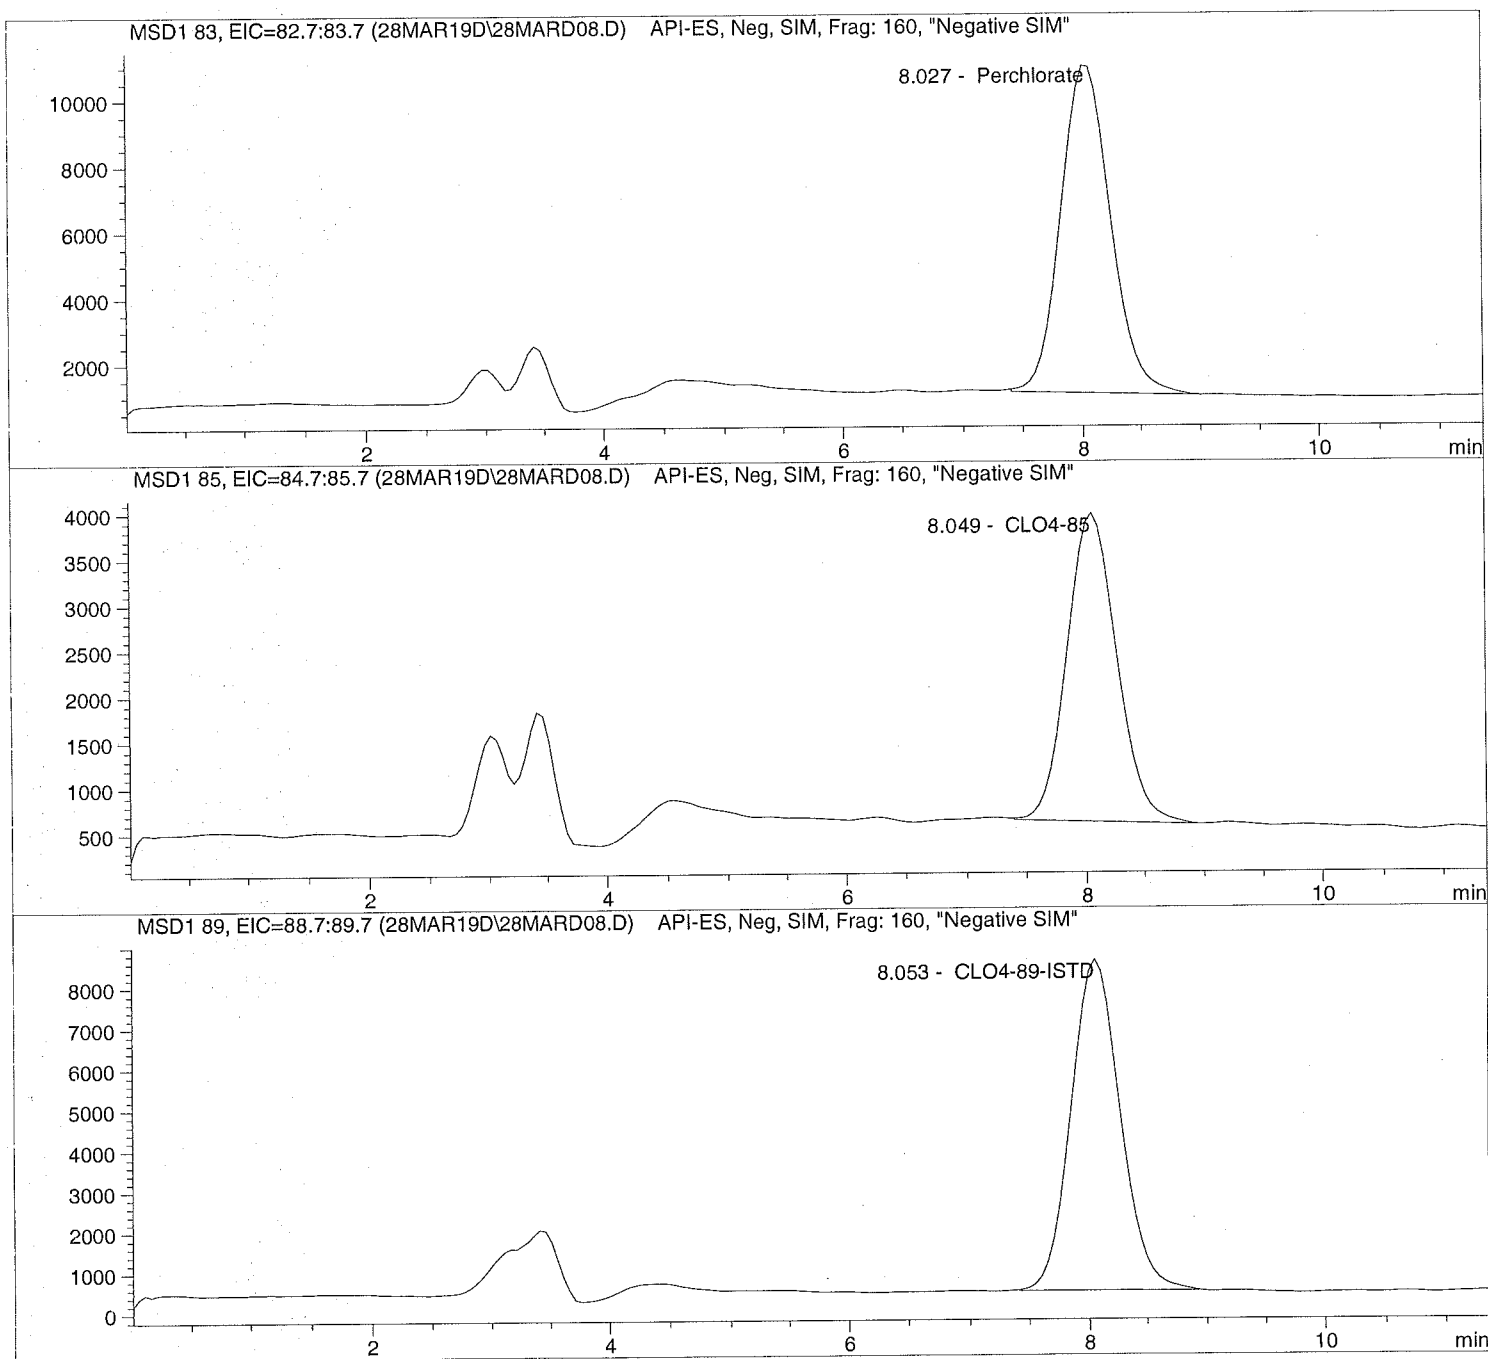 MSD1 83, EIC=82.7:83.7 (28MAR19D\28MARD08.D) API-ES, Neg, SIM, Frag: 160, "Negative SIM"
8.027 - Perchlorate
10000
8000
6000
4000
2000
2 4 6 8 10 min
MSD1 85, EIC=84.7:85.7 (28MAR19D\28MARD08.D) API-ES, Neg, SIM, Frag: 160, "Negative SIM"
8.049 - CLO4-85
4000
3500
3000
2500
2000
1500
1000
500
2 4 6 8 10 min
MSD1 89, EIC=88.7:89.7 (28MAR19D\28MARD08.D) API-ES, Neg, SIM, Frag: 160, "Negative SIM"
8.053 - CLO4-89-ISTD
8000
7000
6000
5000
4000
3000
2000
1000
0
2 4 6 8 10 min